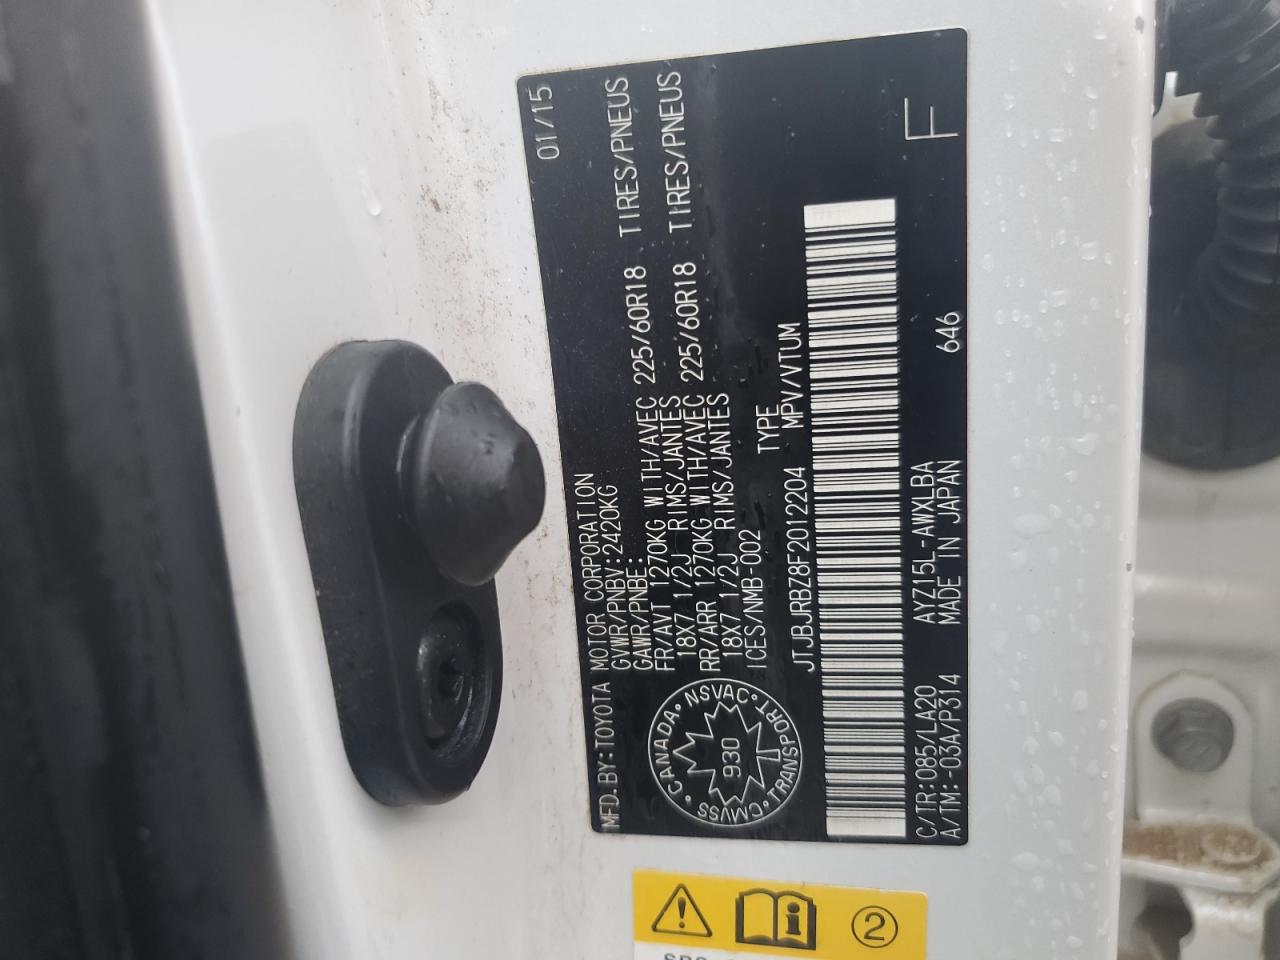 MFD.BY:TOYOTA MOTOR CORPORATION 01/15
GVWR/PNBV:2420KG
GAWR/PNBE:
FR/AVT 1270KG WITH/AVEC 225/60R18 TIRES/PNEUS
18X7 1/2J RIMS/JANTES
RR/ARR 1270KG WITH/AVEC 225/60R18 TIRES/PNEUS
18X7 1/2J RIMS/JANTES
ICES/NMB-002 TYPE
JTJBJRBZ8F2012204 MPV/VTUM
CANADA・NSVAC・TRANSPORT・CMVSS・
930
T
C/TR:085/LA20 AYZ15L-AWXLBA F
A/TM:-03A/P314 MADE IN JAPAN 646
2